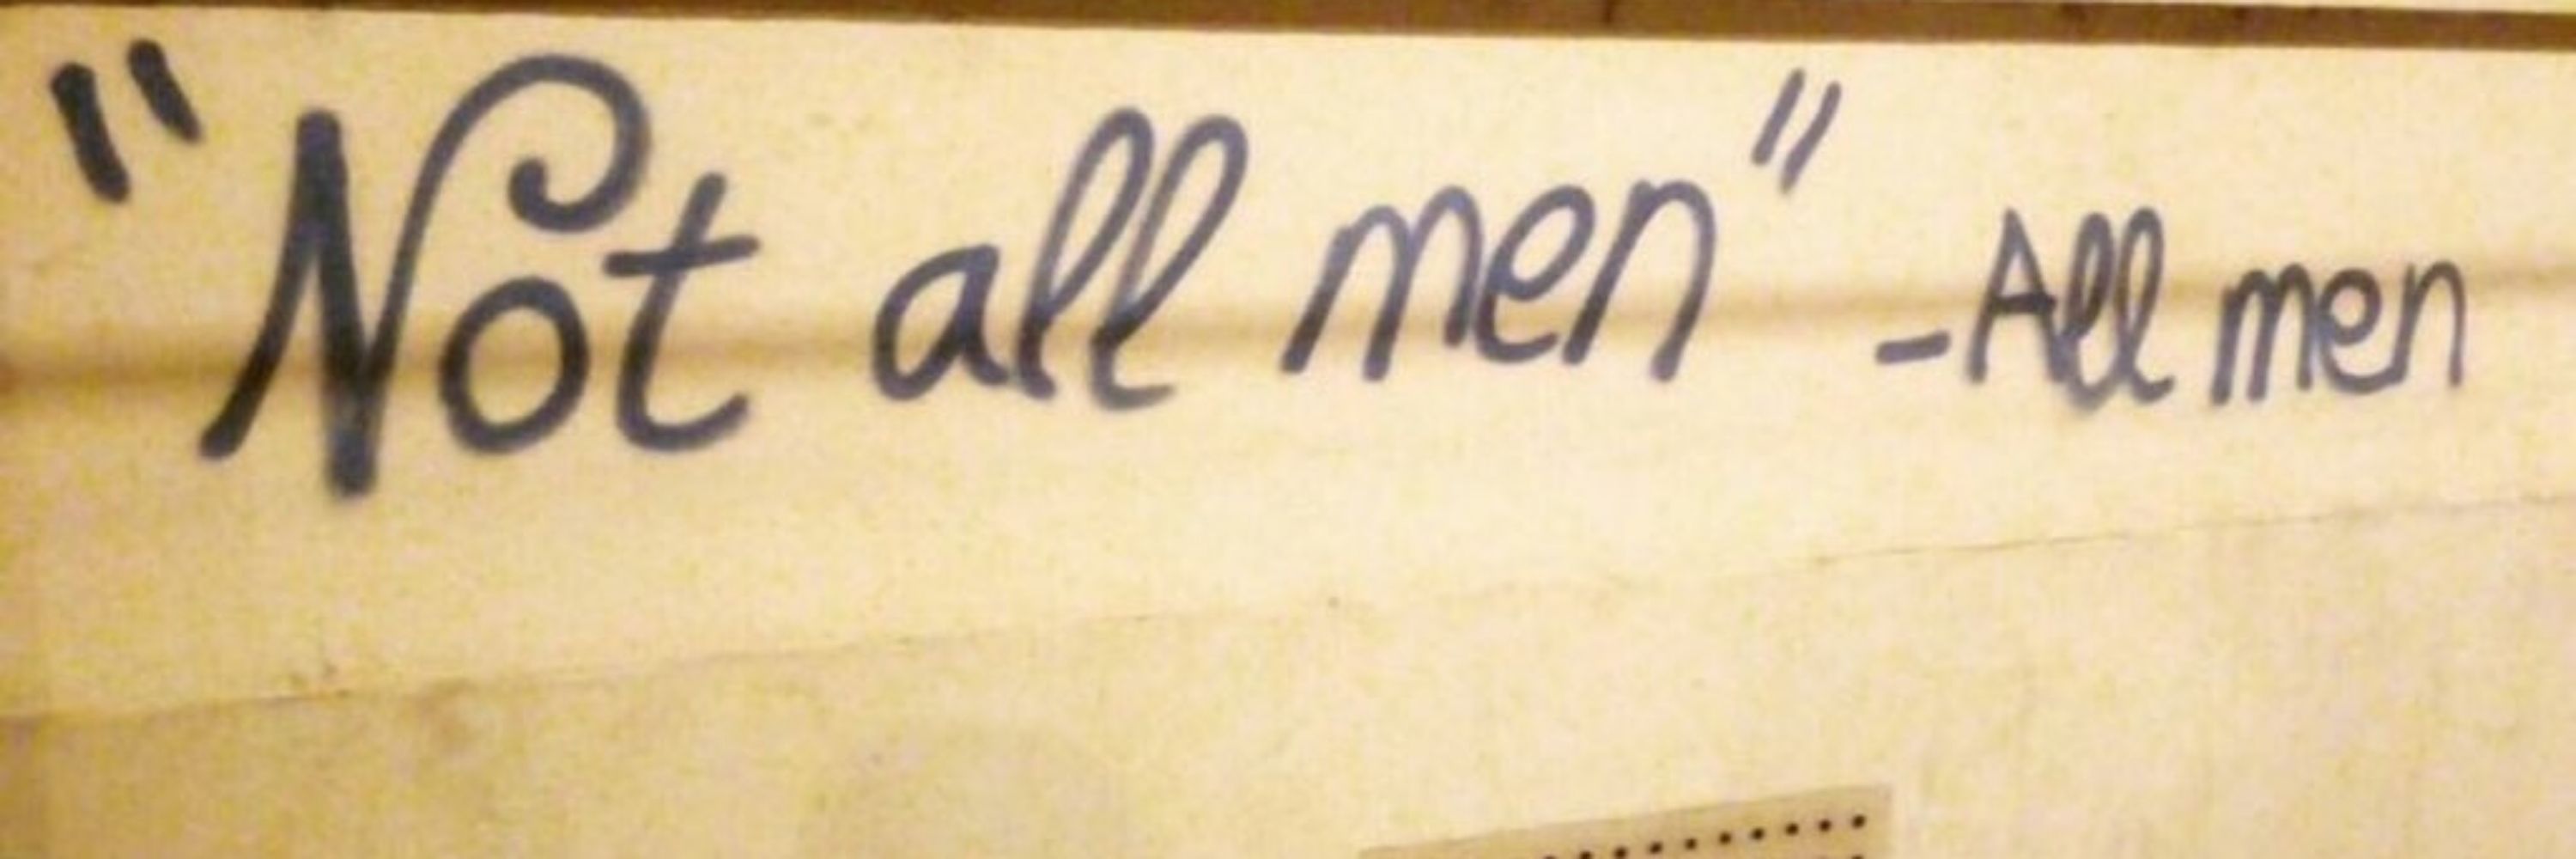 "Not all men" - All men